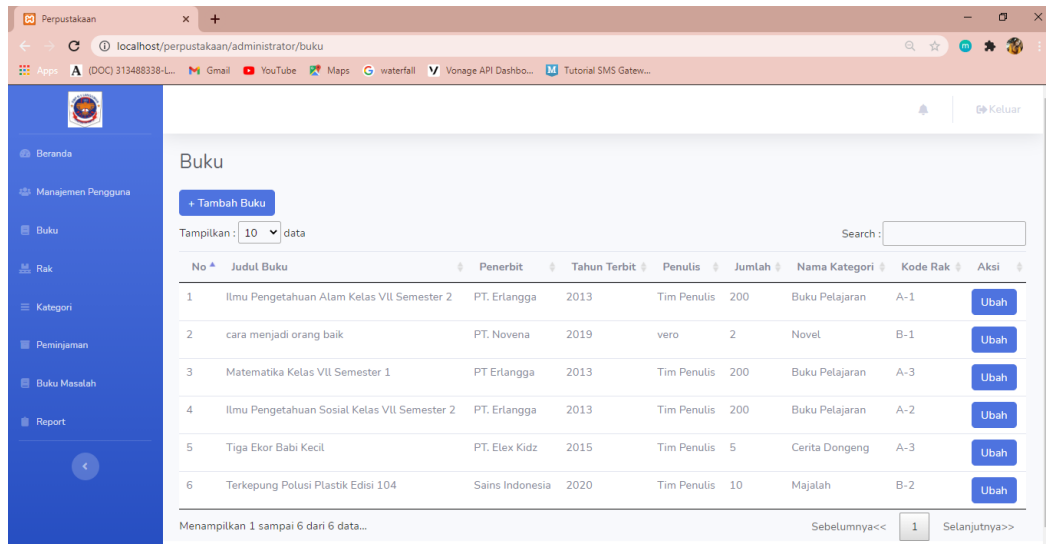 Perpustakaan
localhost/perpustakaan/administrator/buku
Apps (DOC) 313488338-L... Gmail YouTube Maps waterfall Vonage API Dashbo... Tutorial SMS Gatew...
Keluar
Beranda
Manajemen Pengguna
Buku
Rak
Kategori
Peminjaman
Buku Masalah
Report
Buku
+ Tambah Buku
Tampilkan : 10 data Search :
No Judul Buku Penerbit Tahun Terbit Penulis Jumlah Nama Kategori Kode Rak Aksi
1 Ilmu Pengetahuan Alam Kelas Vll Semester 2 PT. Erlangga 2013 Tim Penulis 200 Buku Pelajaran A-1 Ubah
2 cara menjadi orang baik PT. Novena 2019 vero 2 Novel B-1 Ubah
3 Matematika Kelas Vll Semester 1 PT Erlangga 2013 Tim Penulis 200 Buku Pelajaran A-3 Ubah
4 Ilmu Pengetahuan Sosial Kelas Vll Semester 2 PT. Erlangga 2013 Tim Penulis 200 Buku Pelajaran A-2 Ubah
5 Tiga Ekor Babi Kecil PT. Elex Kidz 2015 Tim Penulis 5 Cerita Dongeng A-3 Ubah
6 Terkepung Polusi Plastik Edisi 104 Sains Indonesia 2020 Tim Penulis 10 Majalah B-2 Ubah
Menampilkan 1 sampai 6 dari 6 data... Sebelumnya<< 1 Selanjutnya>>